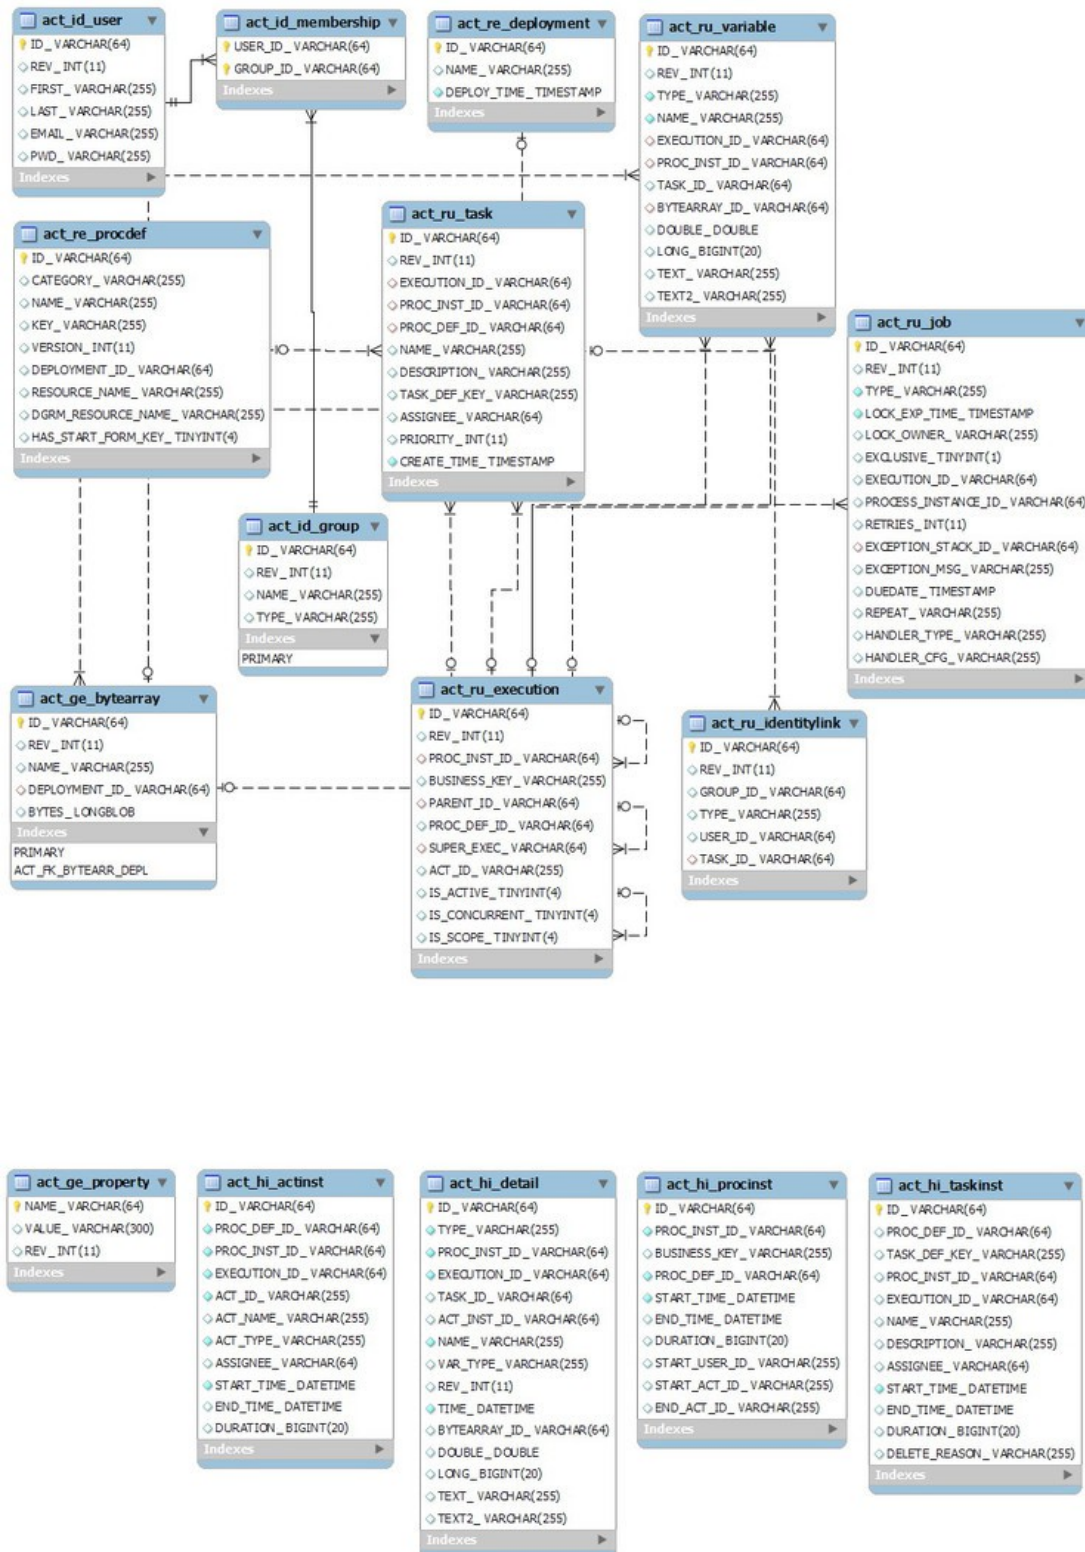 act_id_user
ID_ VARCHAR(64)
REV_ INT(11)
FIRST_ VARCHAR(255)
LAST_ VARCHAR(255)
EMAIL_ VARCHAR(255)
PWD_ VARCHAR(255)
Indexes
act_id_membership
USER_ID_ VARCHAR(64)
GROUP_ID_ VARCHAR(64)
Indexes
act_re_deployment
ID_ VARCHAR(64)
NAME_ VARCHAR(255)
DEPLOY_TIME_ TIMESTAMP
Indexes
act_ru_variable
ID_ VARCHAR(64)
REV_ INT(11)
TYPE_ VARCHAR(255)
NAME_ VARCHAR(255)
EXECUTION_ID_ VARCHAR(64)
PROC_INST_ID_ VARCHAR(64)
TASK_ID_ VARCHAR(64)
BYTEARRAY_ID_ VARCHAR(64)
DOUBLE_ DOUBLE
LONG_ BIGINT(20)
TEXT_ VARCHAR(255)
TEXT2_ VARCHAR(255)
Indexes
act_re_procdef
ID_ VARCHAR(64)
CATEGORY_ VARCHAR(255)
NAME_ VARCHAR(255)
KEY_ VARCHAR(255)
VERSION_ INT(11)
DEPLOYMENT_ID_ VARCHAR(64)
RESOURCE_NAME_ VARCHAR(255)
DGRM_RESOURCE_NAME_ VARCHAR(255)
HAS_START_FORM_KEY_ TINYINT(4)
Indexes
act_ru_task
ID_ VARCHAR(64)
REV_ INT(11)
EXECUTION_ID_ VARCHAR(64)
PROC_INST_ID_ VARCHAR(64)
PROC_DEF_ID_ VARCHAR(64)
NAME_ VARCHAR(255)
DESCRIPTION_ VARCHAR(255)
TASK_DEF_KEY_ VARCHAR(255)
ASSIGNEE_ VARCHAR(64)
PRIORITY_ INT(11)
CREATE_TIME_ TIMESTAMP
Indexes
act_ru_job
ID_ VARCHAR(64)
REV_ INT(11)
TYPE_ VARCHAR(255)
LOCK_EXP_TIME_ TIMESTAMP
LOCK_OWNER_ VARCHAR(255)
EXCLUSIVE_ TINYINT(1)
EXECUTION_ID_ VARCHAR(64)
PROCESS_INSTANCE_ID_ VARCHAR(64)
RETRIES_ INT(11)
EXCEPTION_STACK_ID_ VARCHAR(64)
EXCEPTION_MSG_ VARCHAR(255)
DUEDATE_ TIMESTAMP
REPEAT_ VARCHAR(255)
HANDLER_TYPE_ VARCHAR(255)
HANDLER_CFG_ VARCHAR(255)
Indexes
act_id_group
ID_ VARCHAR(64)
REV_ INT(11)
NAME_ VARCHAR(255)
TYPE_ VARCHAR(255)
Indexes
PRIMARY
act_ge_bytearray
ID_ VARCHAR(64)
REV_ INT(11)
NAME_ VARCHAR(255)
DEPLOYMENT_ID_ VARCHAR(64)
BYTES_ LONGBLOB
Indexes
PRIMARY
ACT_FK_BYTEARR_DEPL
act_ru_execution
ID_ VARCHAR(64)
REV_ INT(11)
PROC_INST_ID_ VARCHAR(64)
BUSINESS_KEY_ VARCHAR(255)
PARENT_ID_ VARCHAR(64)
PROC_DEF_ID_ VARCHAR(64)
SUPER_EXEC_ VARCHAR(64)
ACT_ID_ VARCHAR(255)
IS_ACTIVE_ TINYINT(4)
IS_CONCURRENT_ TINYINT(4)
IS_SCOPE_ TINYINT(4)
Indexes
act_ru_identitylink
ID_ VARCHAR(64)
REV_ INT(11)
GROUP_ID_ VARCHAR(64)
TYPE_ VARCHAR(255)
USER_ID_ VARCHAR(64)
TASK_ID_ VARCHAR(64)
Indexes
act_ge_property
NAME_ VARCHAR(64)
VALUE_ VARCHAR(300)
REV_ INT(11)
Indexes
act_hi_actinst
ID_ VARCHAR(64)
PROC_DEF_ID_ VARCHAR(64)
PROC_INST_ID_ VARCHAR(64)
EXECUTION_ID_ VARCHAR(64)
ACT_ID_ VARCHAR(255)
ACT_NAME_ VARCHAR(255)
ACT_TYPE_ VARCHAR(255)
ASSIGNEE_ VARCHAR(64)
START_TIME_ DATETIME
END_TIME_ DATETIME
DURATION_ BIGINT(20)
Indexes
act_hi_detail
ID_ VARCHAR(64)
TYPE_ VARCHAR(255)
PROC_INST_ID_ VARCHAR(64)
EXECUTION_ID_ VARCHAR(64)
TASK_ID_ VARCHAR(64)
ACT_INST_ID_ VARCHAR(64)
NAME_ VARCHAR(255)
VAR_TYPE_ VARCHAR(255)
REV_ INT(11)
TIME_ DATETIME
BYTEARRAY_ID_ VARCHAR(64)
DOUBLE_ DOUBLE
LONG_ BIGINT(20)
TEXT_ VARCHAR(255)
TEXT2_ VARCHAR(255)
Indexes
act_hi_procinst
ID_ VARCHAR(64)
PROC_INST_ID_ VARCHAR(64)
BUSINESS_KEY_ VARCHAR(255)
PROC_DEF_ID_ VARCHAR(64)
START_TIME_ DATETIME
END_TIME_ DATETIME
DURATION_ BIGINT(20)
START_USER_ID_ VARCHAR(255)
START_ACT_ID_ VARCHAR(255)
END_ACT_ID_ VARCHAR(255)
Indexes
act_hi_taskinst
ID_ VARCHAR(64)
PROC_DEF_ID_ VARCHAR(64)
TASK_DEF_KEY_ VARCHAR(255)
PROC_INST_ID_ VARCHAR(64)
EXECUTION_ID_ VARCHAR(64)
NAME_ VARCHAR(255)
DESCRIPTION_ VARCHAR(255)
ASSIGNEE_ VARCHAR(64)
START_TIME_ DATETIME
END_TIME_ DATETIME
DURATION_ BIGINT(20)
DELETE_REASON_ VARCHAR(255)
Indexes